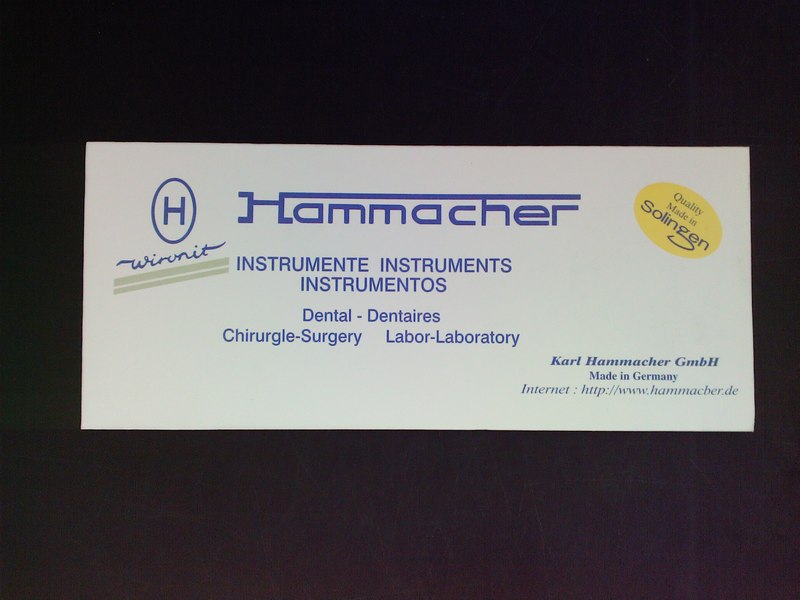 H
wironit
Hammacher
Quality
Made in
Solingen
INSTRUMENTE INSTRUMENTS
INSTRUMENTOS
Dental - Dentaires
Chirurgle-Surgery Labor-Laboratory
Karl Hammacher GmbH
Made in Germany
Internet : http://www.hammacher.de